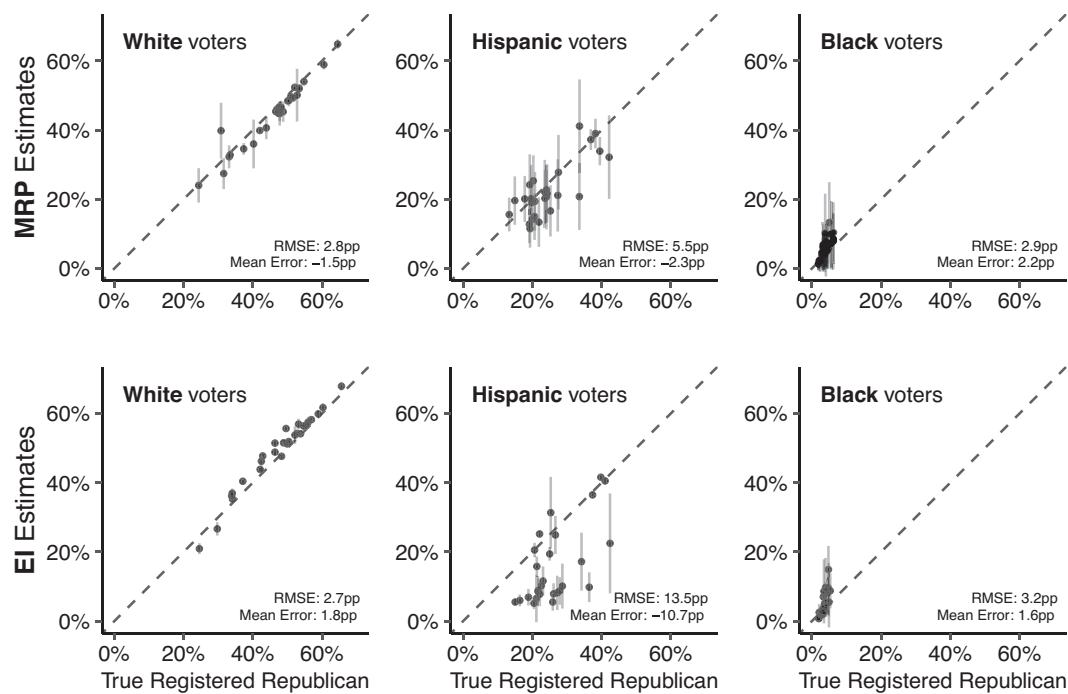 White voters
Hispanic voters
Black voters
MRP Estimates
60%
40%
20%
0%
RMSE: 2.8pp
Mean Error: −1.5pp
0% 20% 40% 60%
60%
40%
20%
0%
RMSE: 5.5pp
Mean Error: −2.3pp
0% 20% 40% 60%
60%
40%
20%
0%
RMSE: 2.9pp
Mean Error: 2.2pp
0% 20% 40% 60%
White voters
Hispanic voters
Black voters
EI Estimates
60%
40%
20%
0%
RMSE: 2.7pp
Mean Error: 1.8pp
0% 20% 40% 60%
True Registered Republican
60%
40%
20%
0%
RMSE: 13.5pp
Mean Error: −10.7pp
0% 20% 40% 60%
True Registered Republican
60%
40%
20%
0%
RMSE: 3.2pp
Mean Error: 1.6pp
0% 20% 40% 60%
True Registered Republican